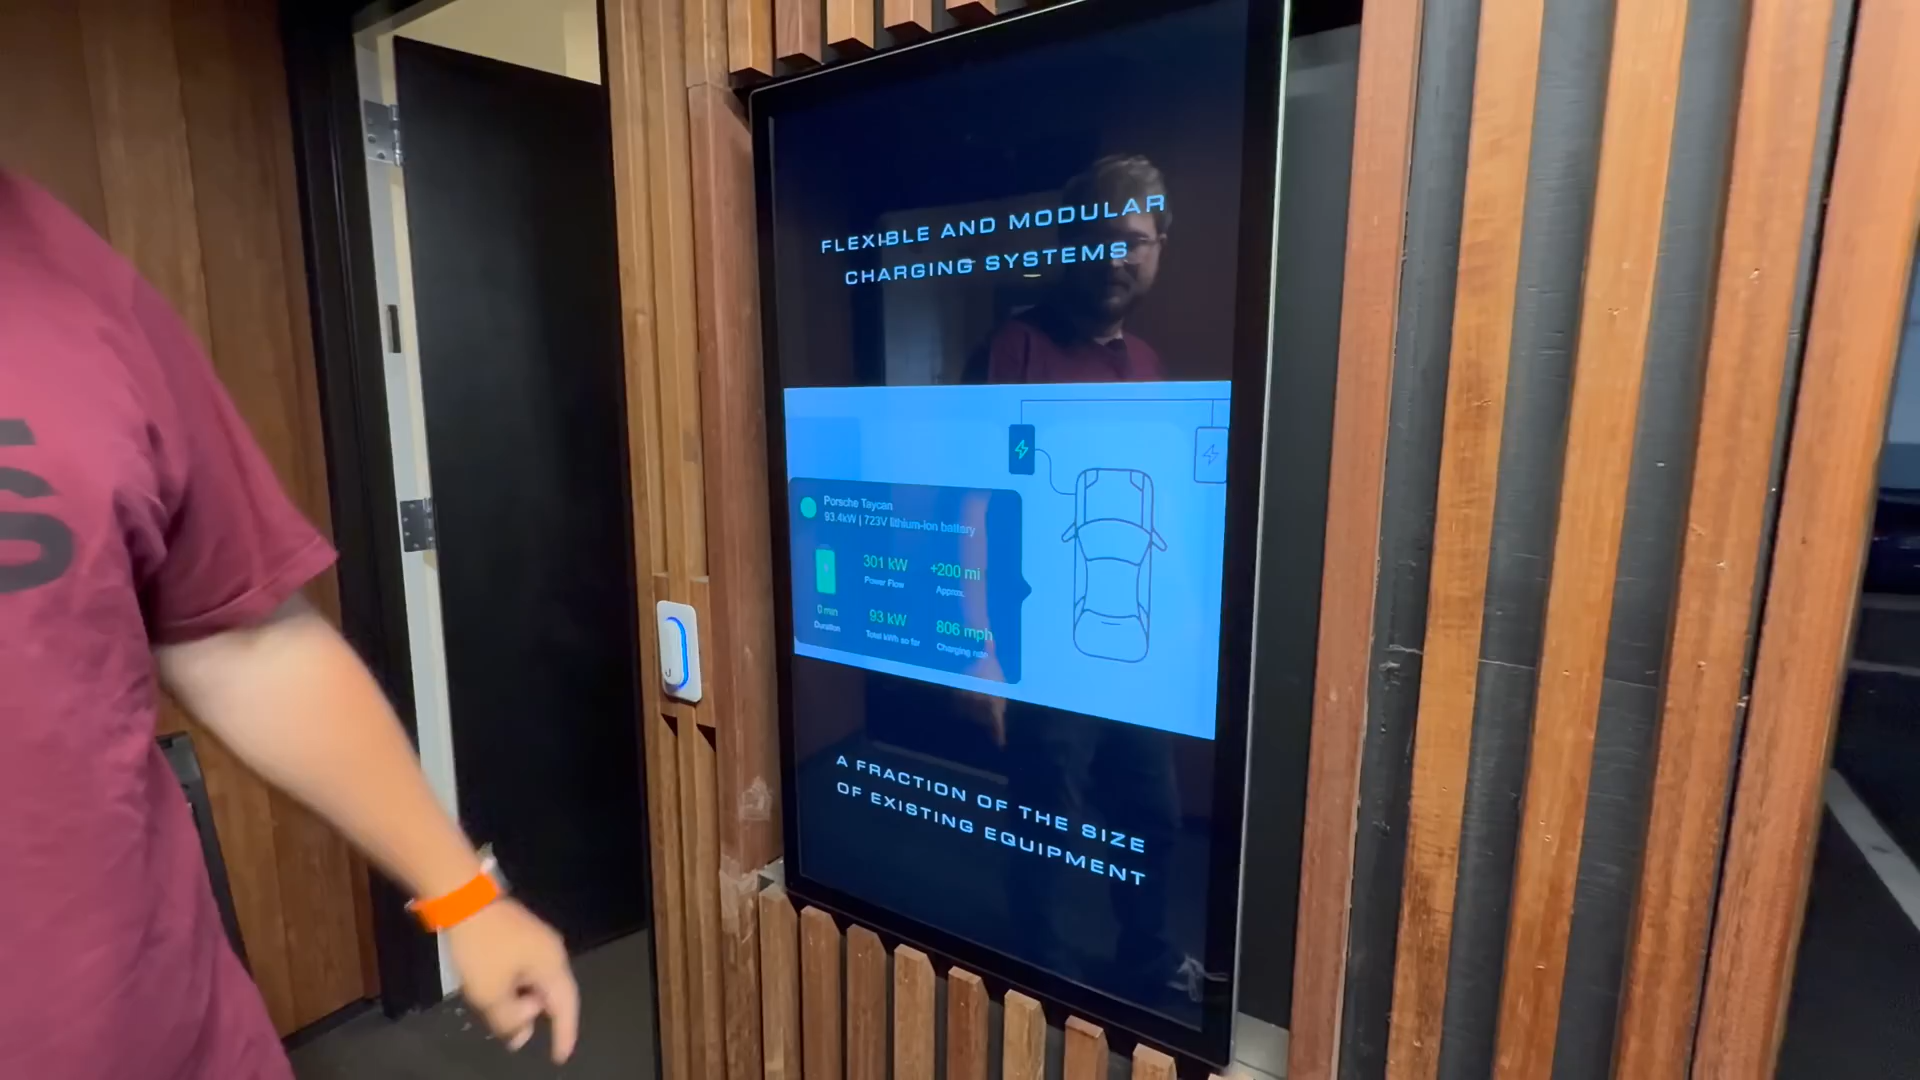 FLEXIBLE AND MODULAR
CHARGING SYSTEMS
Porsche Taycan
93.4kW | 723V lithium-ion battery
301 kW
Power Flow
+200 mi
Approx.
0 min
Duration
93 kW
Total kWh so far
806 mph
Charging rate
A FRACTION OF THE SIZE
OF EXISTING EQUIPMENT